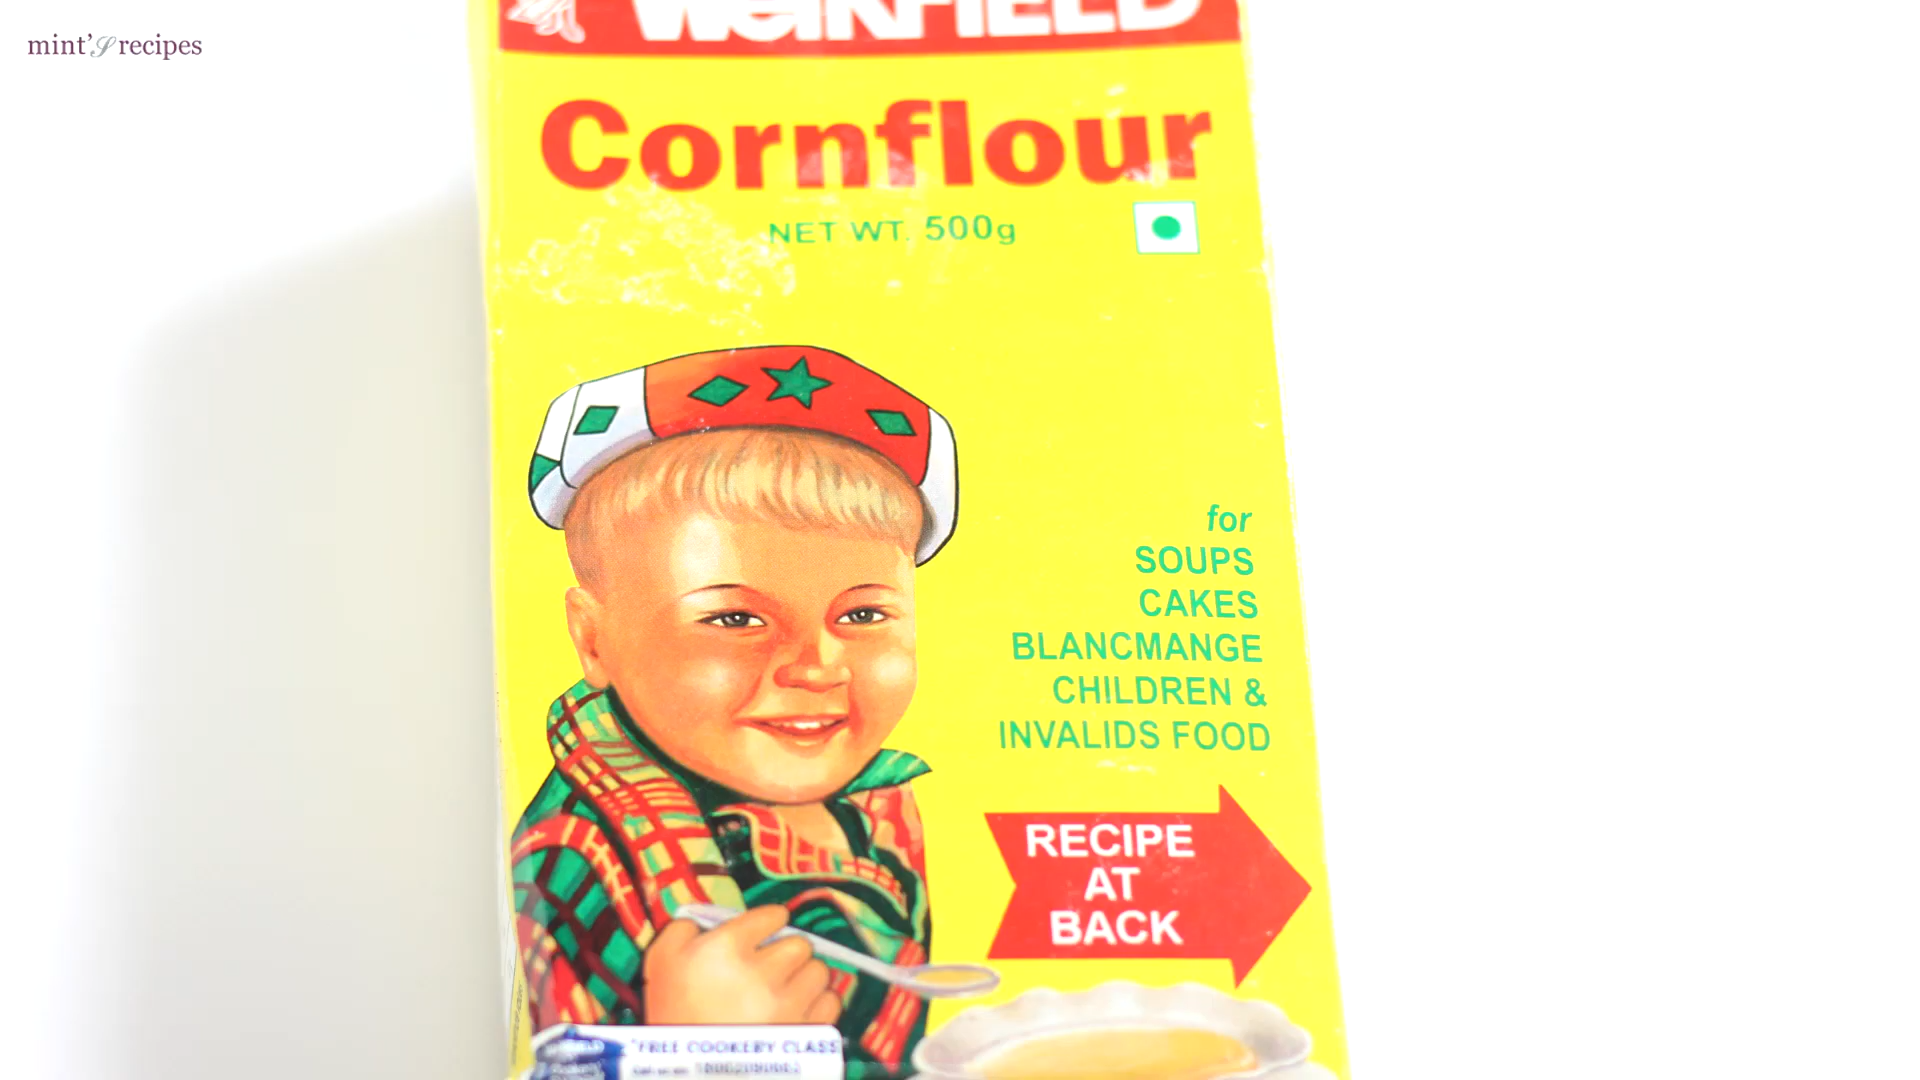 mint's recipes
WEIKFIELD
Cornflour
NET WT. 500g
for
SOUPS
CAKES
BLANCMANGE
CHILDREN &
INVALIDS FOOD
RECIPE
AT
BACK
"FREE COOKERY CLASS"